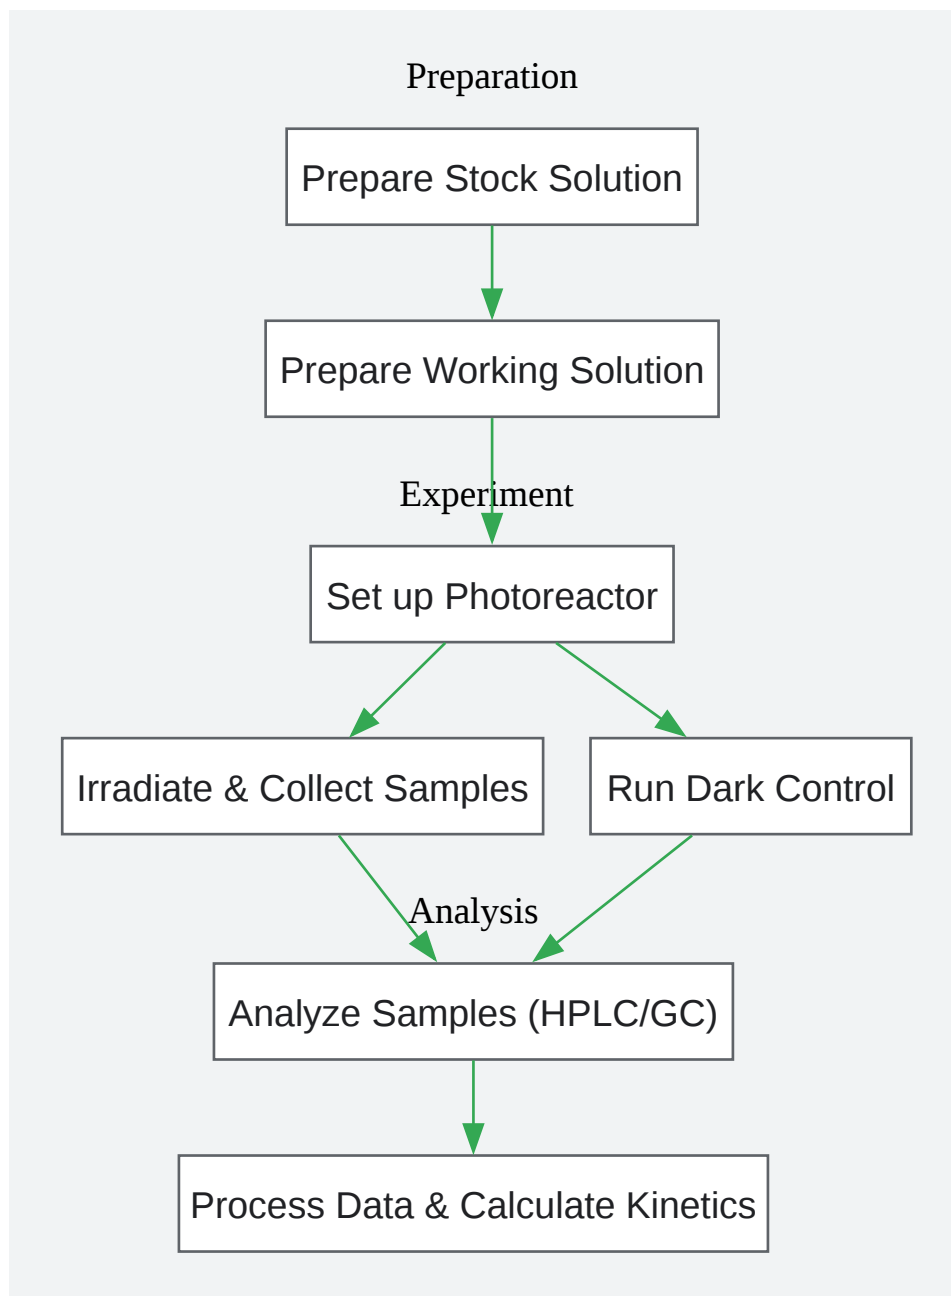 Preparation
Prepare Stock Solution
Prepare Working Solution
Experiment
Set up Photoreactor
Irradiate & Collect Samples
Run Dark Control
Analysis
Analyze Samples (HPLC/GC)
Process Data & Calculate Kinetics